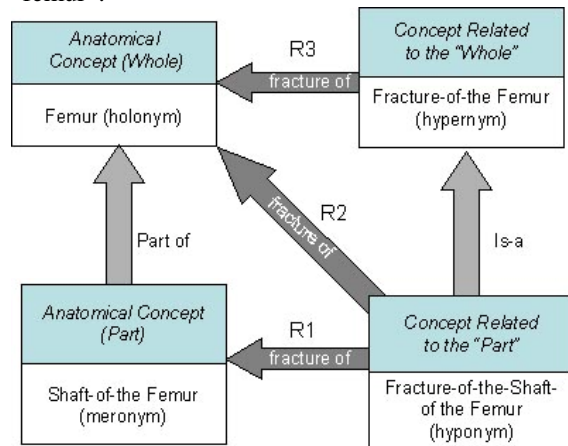 femur".
Anatomical
Concept (Whole)
Femur (holonym)
R3
fracture of
Concept Related
to the "Whole"
Fracture-of-the Femur
(hypernym)
Part of
fracture of
R2
Is-a
Anatomical Concept
(Part)
Shaft-of-the Femur
(meronym)
R1
fracture of
Concept Related
to the "Part"
Fracture-of-the-Shaft-
of the Femur
(hyponym)